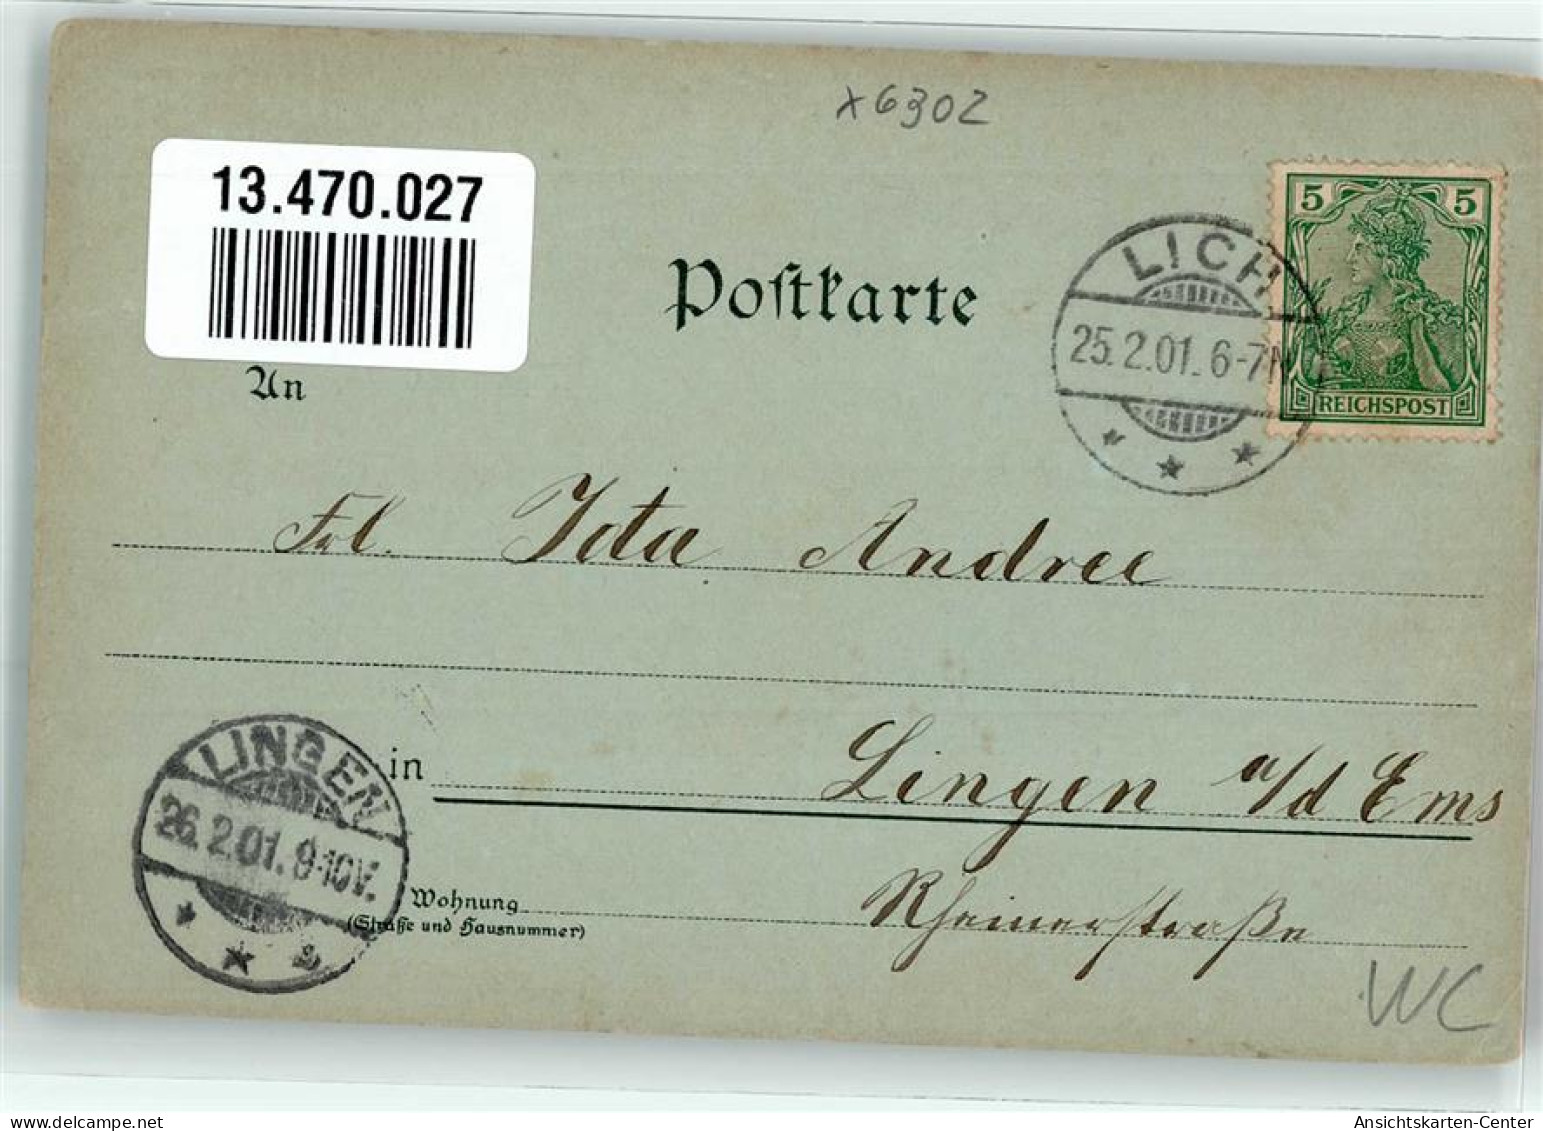 x6302
13.470.027
5 5
REICHSPOST
LICH
25.2.01. 6-7N
Poſtkarte
An
Frl. Ida Andree
in Lingen a/d Ems
LINGEN
26.2.01. 9-10V.
Wohnung Rheinerstraße
(Straße und Hausnummer)
WC
delcampe.net
Ansichtskarten-Center